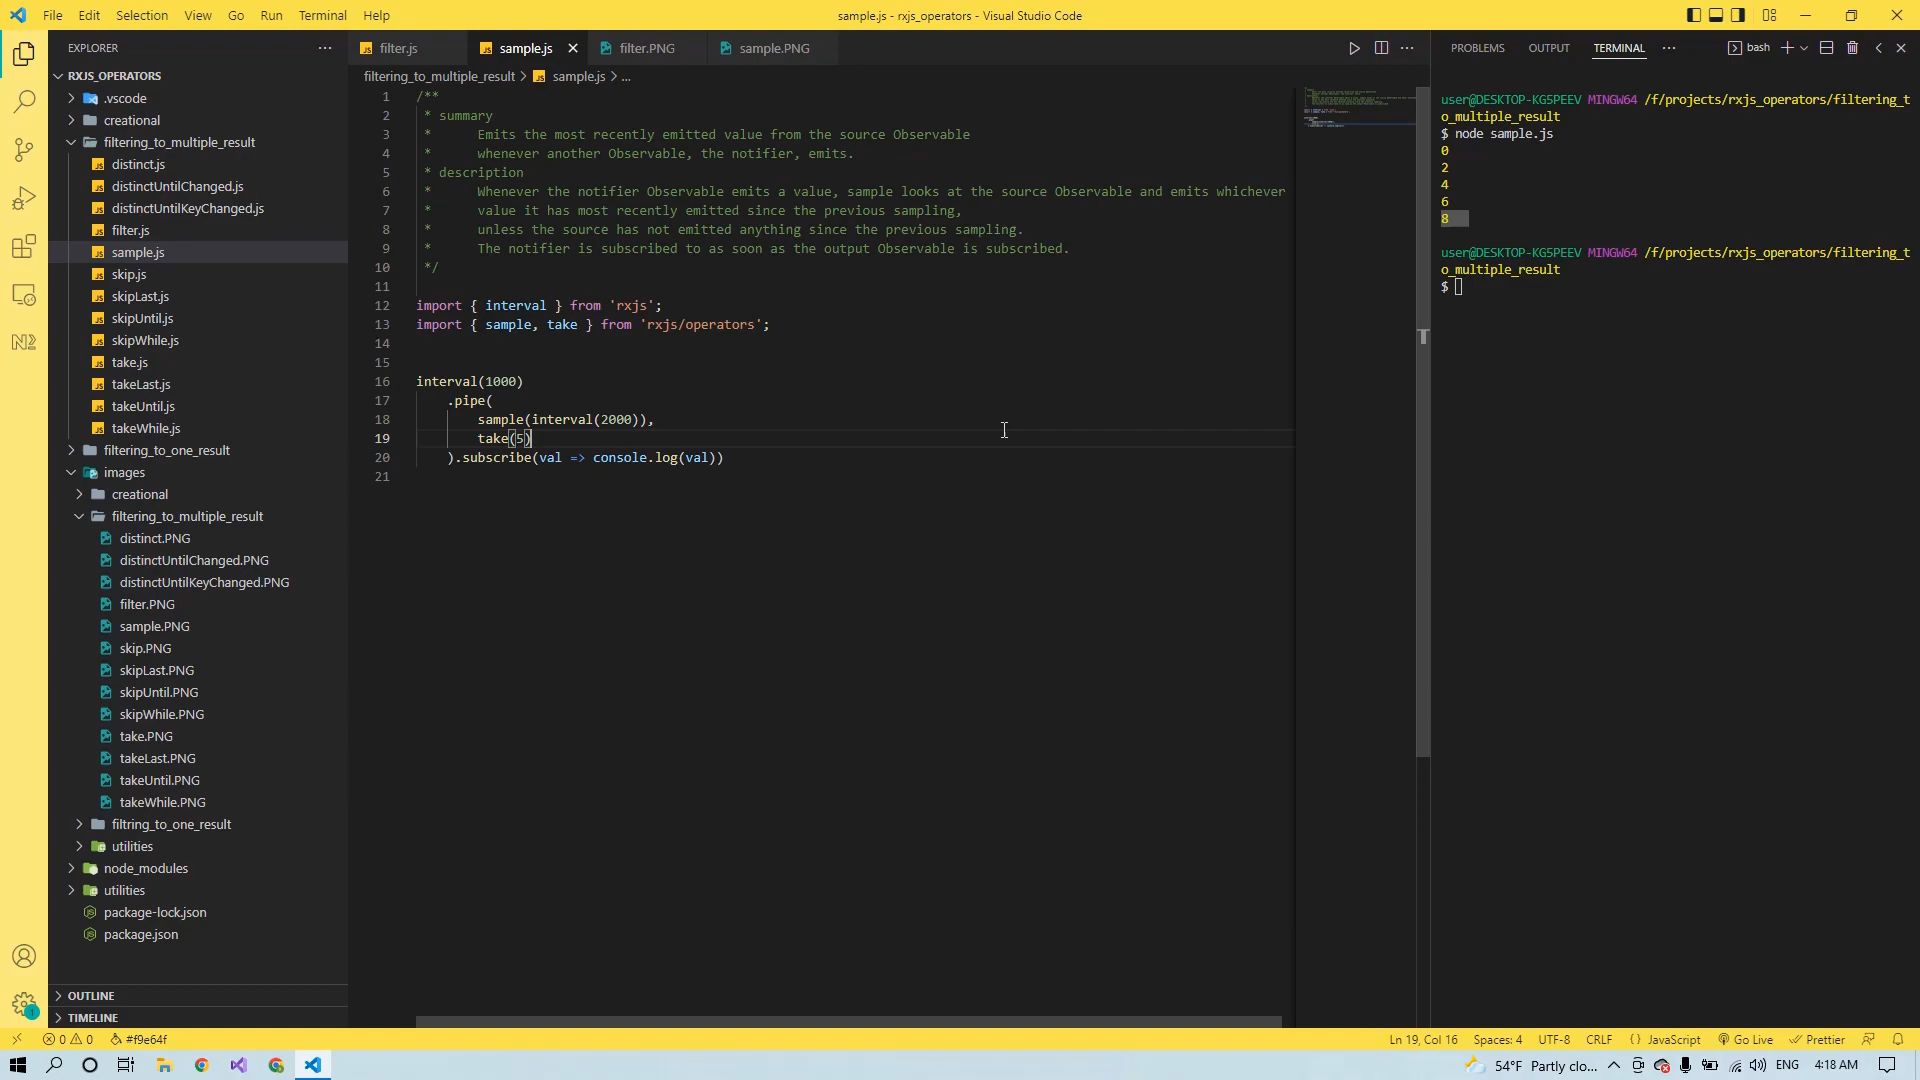 File Edit Selection View Go Run Terminal Help
sample.js - rxjs_operators - Visual Studio Code
EXPLORER
RXJS_OPERATORS
.vscode
creational
filtering_to_multiple_result
distinct.js
distinctUntilChanged.js
distinctUntilKeyChanged.js
filter.js
sample.js
skip.js
skipLast.js
skipUntil.js
skipWhile.js
take.js
takeLast.js
takeUntil.js
takeWhile.js
filtering_to_one_result
images
creational
filtering_to_multiple_result
distinct.PNG
distinctUntilChanged.PNG
distinctUntilKeyChanged.PNG
filter.PNG
sample.PNG
skip.PNG
skipLast.PNG
skipUntil.PNG
skipWhile.PNG
take.PNG
takeLast.PNG
takeUntil.PNG
takeWhile.PNG
filtring_to_one_result
utilities
node_modules
utilities
package-lock.json
package.json
OUTLINE
TIMELINE
filter.js sample.js filter.PNG sample.PNG
filtering_to_multiple_result > sample.js > ...
1 /**
2 * summary
3 * Emits the most recently emitted value from the source Observable
4 * whenever another Observable, the notifier, emits.
5 * description
6 * Whenever the notifier Observable emits a value, sample looks at the source Observable and emits whichever
7 * value it has most recently emitted since the previous sampling,
8 * unless the source has not emitted anything since the previous sampling.
9 * The notifier is subscribed to as soon as the output Observable is subscribed.
10 */
11
12 import { interval } from 'rxjs';
13 import { sample, take } from 'rxjs/operators';
14
15
16 interval(1000)
17 .pipe(
18 sample(interval(2000)),
19 take(5)
20 ).subscribe(val => console.log(val))
21
PROBLEMS OUTPUT TERMINAL bash
user@DESKTOP-KG5PEEV MINGW64 /f/projects/rxjs_operators/filtering_t
o_multiple_result
$ node sample.js
0
2
4
6
8
user@DESKTOP-KG5PEEV MINGW64 /f/projects/rxjs_operators/filtering_t
o_multiple_result
$
0 0 #f9e64f
Ln 19, Col 16 Spaces: 4 UTF-8 CRLF {} JavaScript Go Live Prettier
54°F Partly clo... ENG 4:18 AM